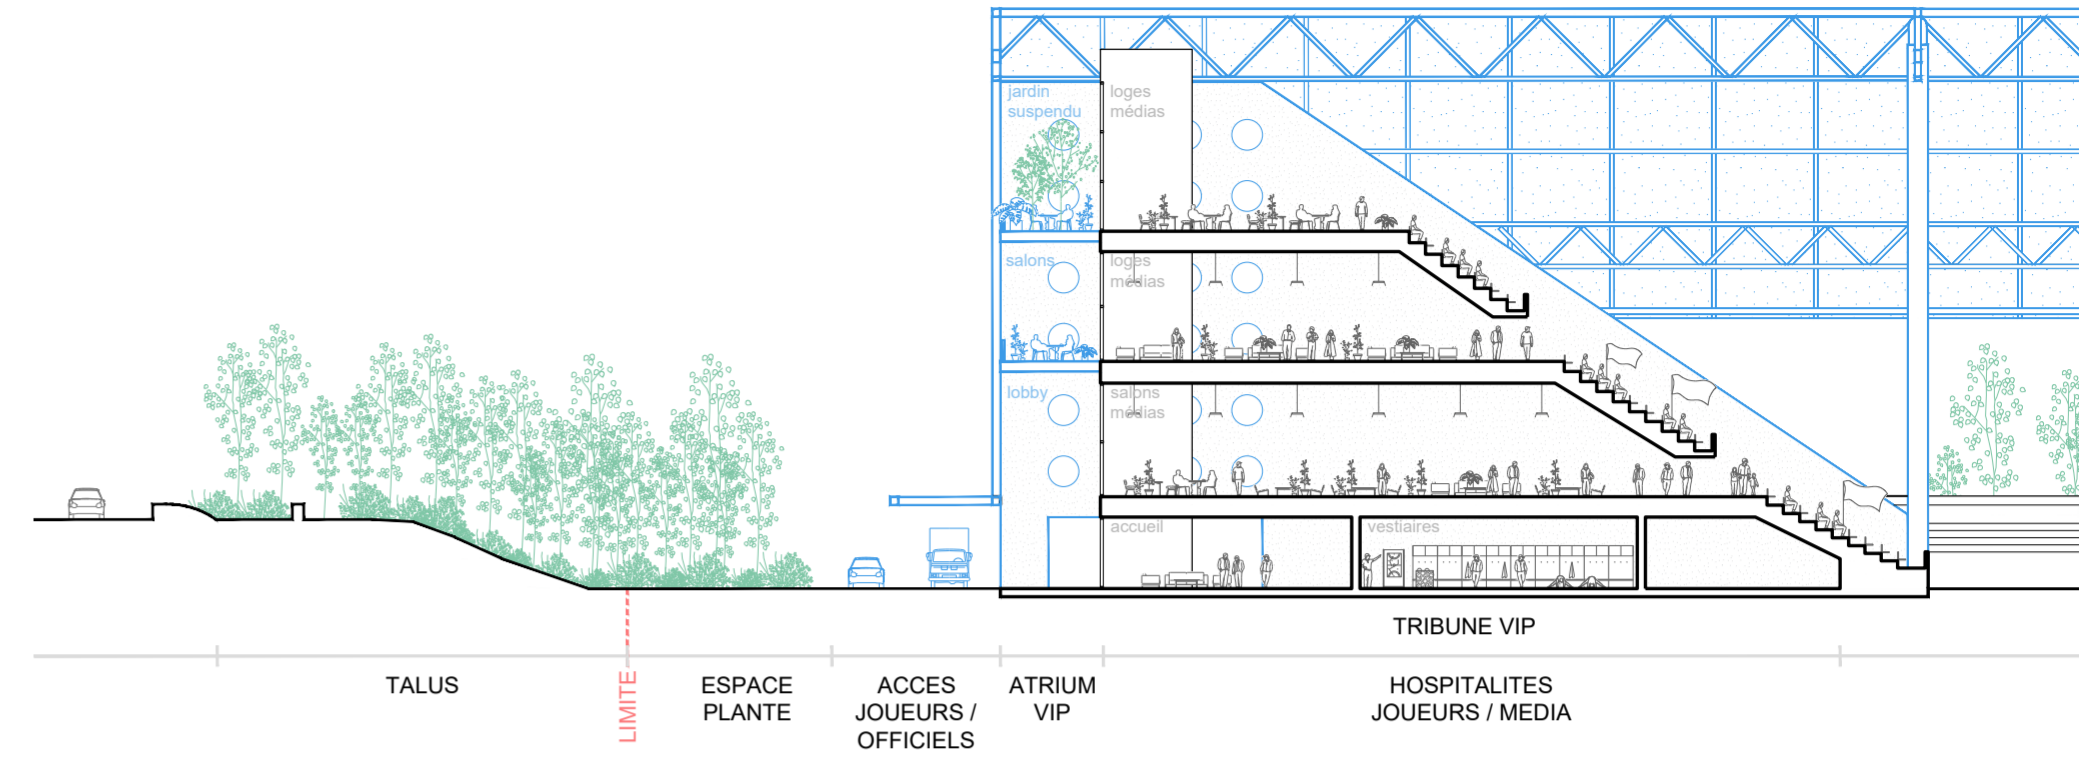 jardin
suspendu
loges
médias
salons
loges
médias
lobby
salons
médias
accueil
vestiaires
TRIBUNE VIP
TALUS
LIMITE
ESPACE
PLANTE
ACCES
JOUEURS /
OFFICIELS
ATRIUM
VIP
HOSPITALITES
JOUEURS / MEDIA